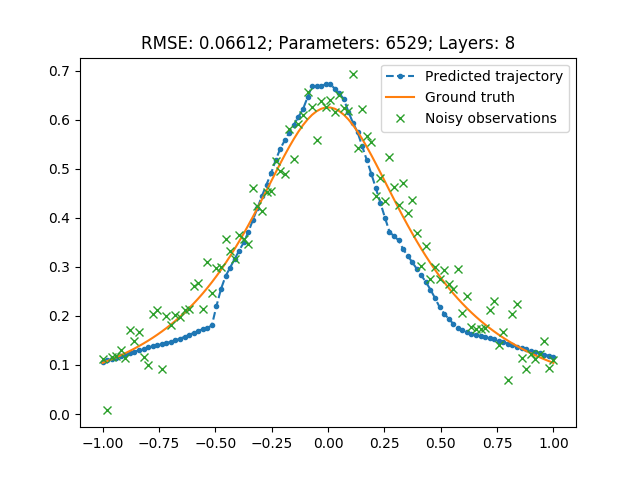 RMSE: 0.06612; Parameters: 6529; Layers: 8
Predicted trajectory
Ground truth
Noisy observations
0.7
0.6
0.5
0.4
0.3
0.2
0.1
0.0
−1.00 −0.75 −0.50 −0.25 0.00 0.25 0.50 0.75 1.00